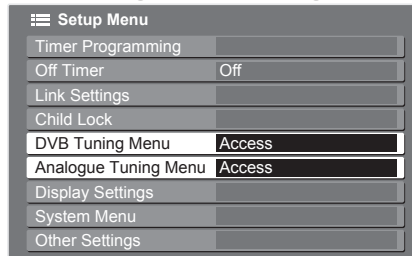 Setup Menu
Timer Programming
Off Timer Off
Link Settings
Child Lock
DVB Tuning Menu Access
Analogue Tuning Menu Access
Display Settings
System Menu
Other Settings